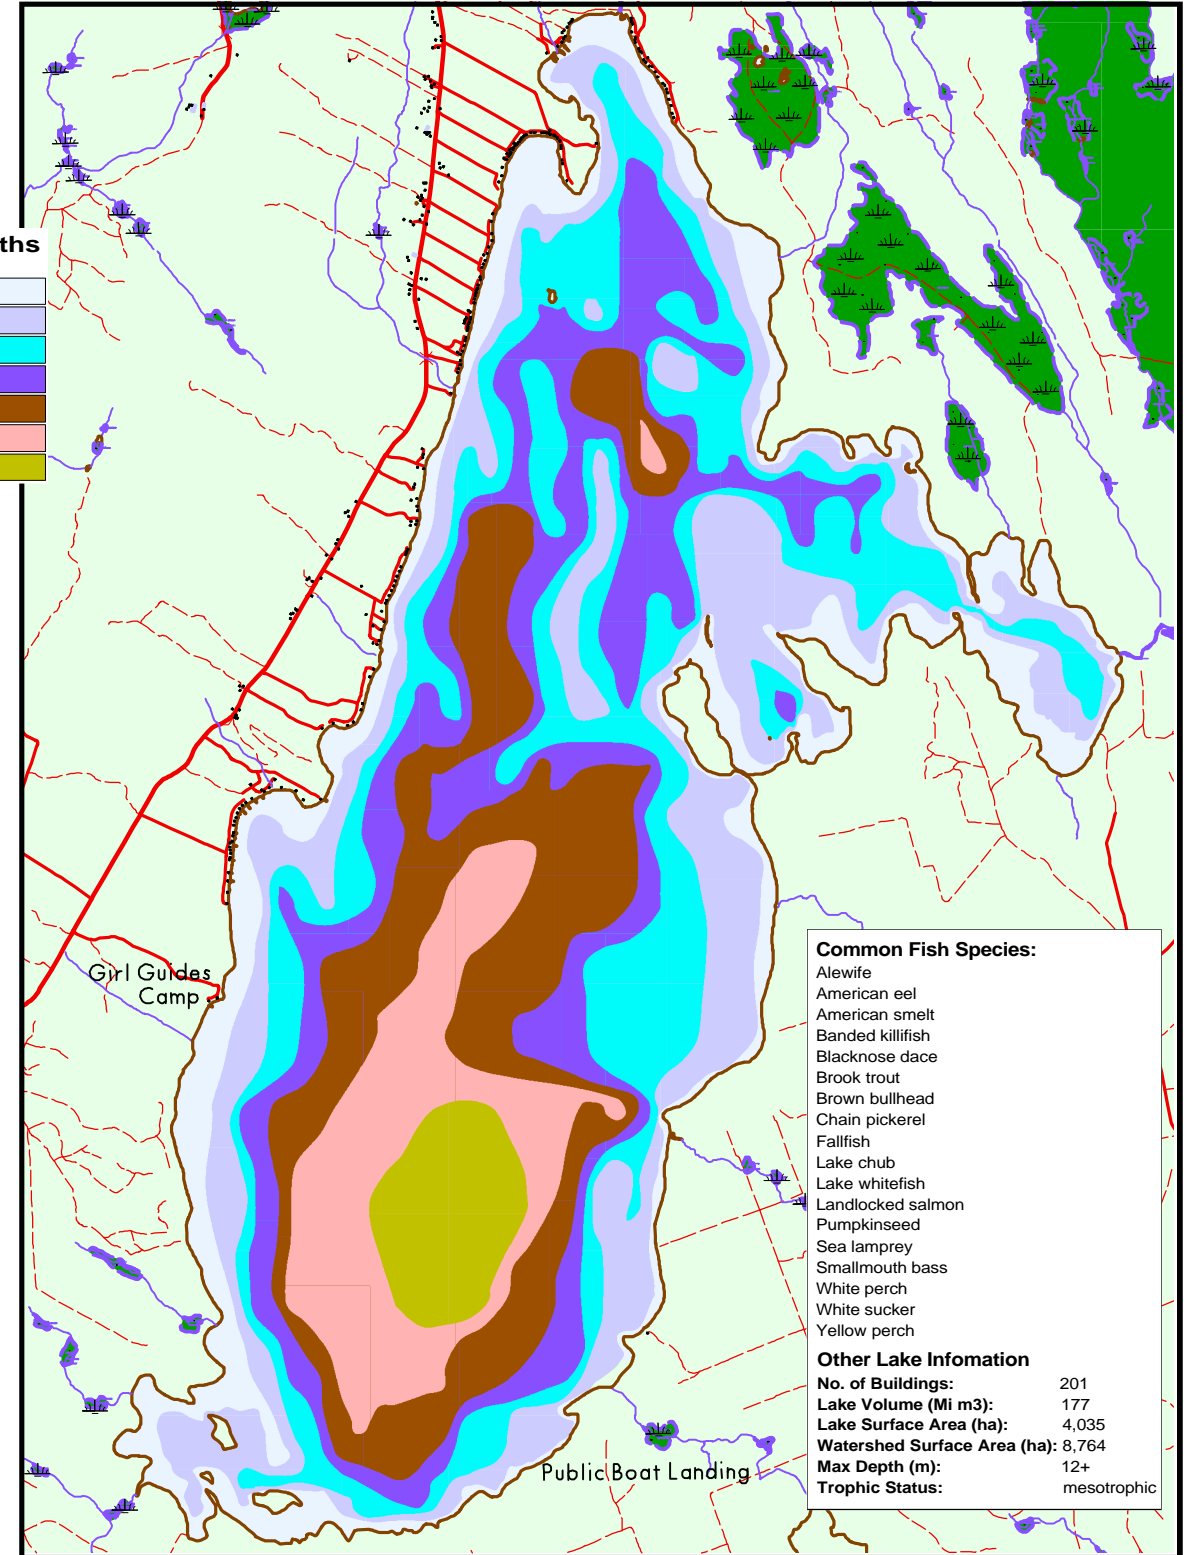 ths
Girl Guides
Camp
Public Boat Landing
Common Fish Species:
Alewife
American eel
American smelt
Banded killifish
Blacknose dace
Brook trout
Brown bullhead
Chain pickerel
Fallfish
Lake chub
Lake whitefish
Landlocked salmon
Pumpkinseed
Sea lamprey
Smallmouth bass
White perch
White sucker
Yellow perch
Other Lake Infomation
No. of Buildings: 201
Lake Volume (Mi m3): 177
Lake Surface Area (ha): 4,035
Watershed Surface Area (ha): 8,764
Max Depth (m): 12+
Trophic Status: mesotrophic